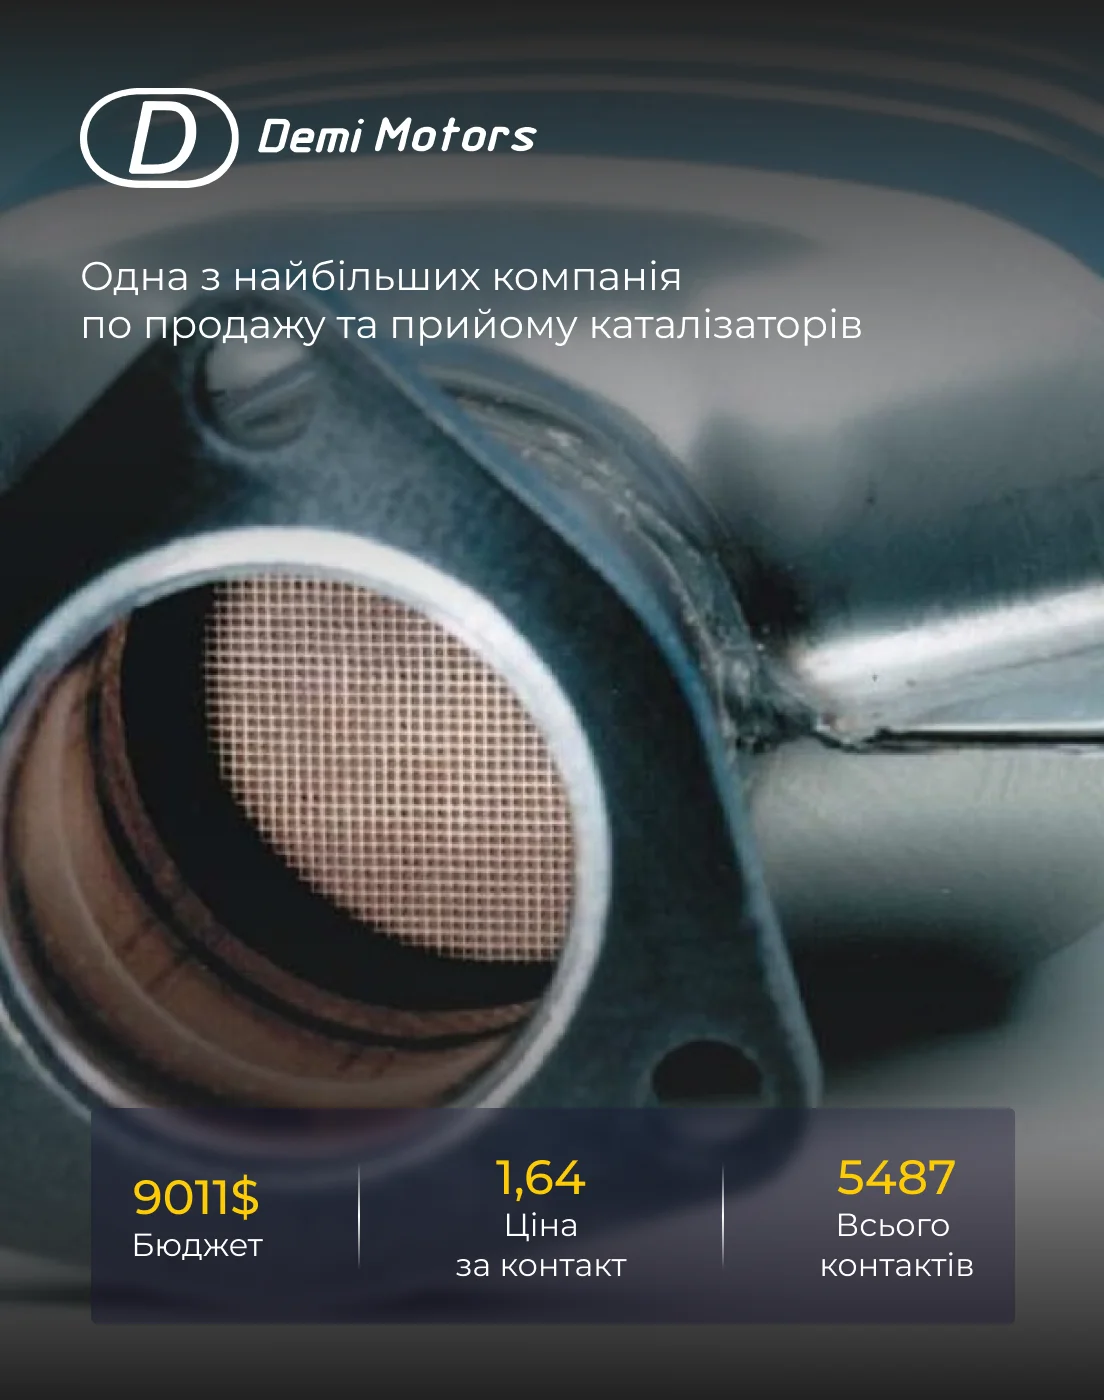 D Demi Motors
Одна з найбільших компанія
по продажу та прийому каталізаторів
9011$
Бюджет
1,64
Ціна
за контакт
5487
Всього
контактів